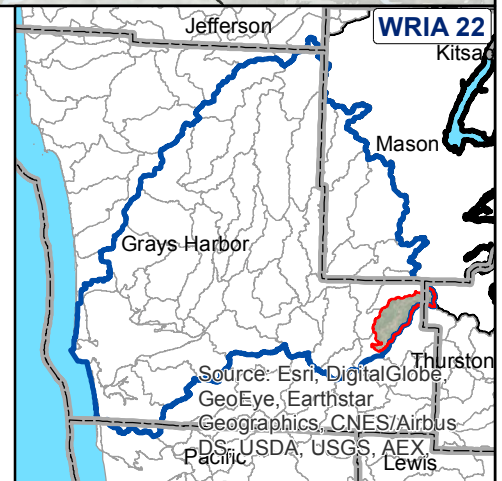 Jefferson
WRIA 22
Kitsap
Mason
Grays Harbor
Thurston
Source: Esri, DigitalGlobe,
GeoEye, Earthstar
Geographics, CNES/Airbus
DS, USDA, USGS, AEX,
Pacific
Lewis